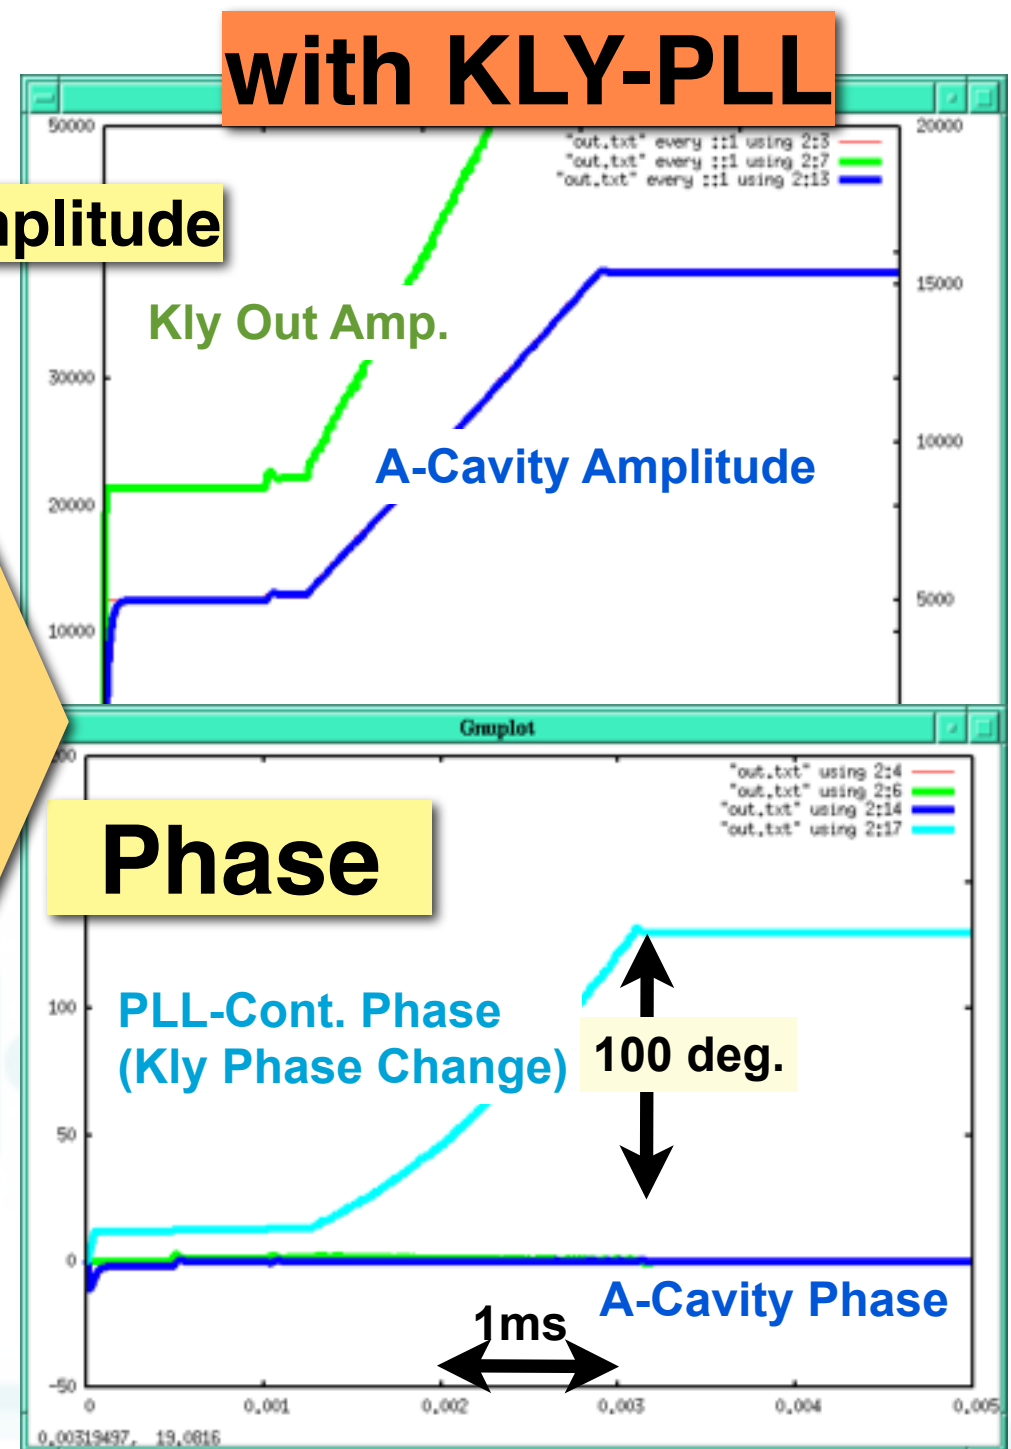 with KLY-PLL
50000
20000
"out.txt" every ::1 using 2:3
"out.txt" every ::1 using 2:7
"out.txt" every ::1 using 2:13
plitude
15000
Kly Out Amp.
30000
10000
A-Cavity Amplitude
20000
5000
10000
Gnuplot
"out.txt" using 2:4
"out.txt" using 2:6
"out.txt" using 2:14
"out.txt" using 2:17
Phase
100
PLL-Cont. Phase
(Kly Phase Change)
100 deg.
50
0
A-Cavity Phase
1ms
-50
0 0.001 0.002 0.003 0.004 0.005
0.00319497, 19.0816